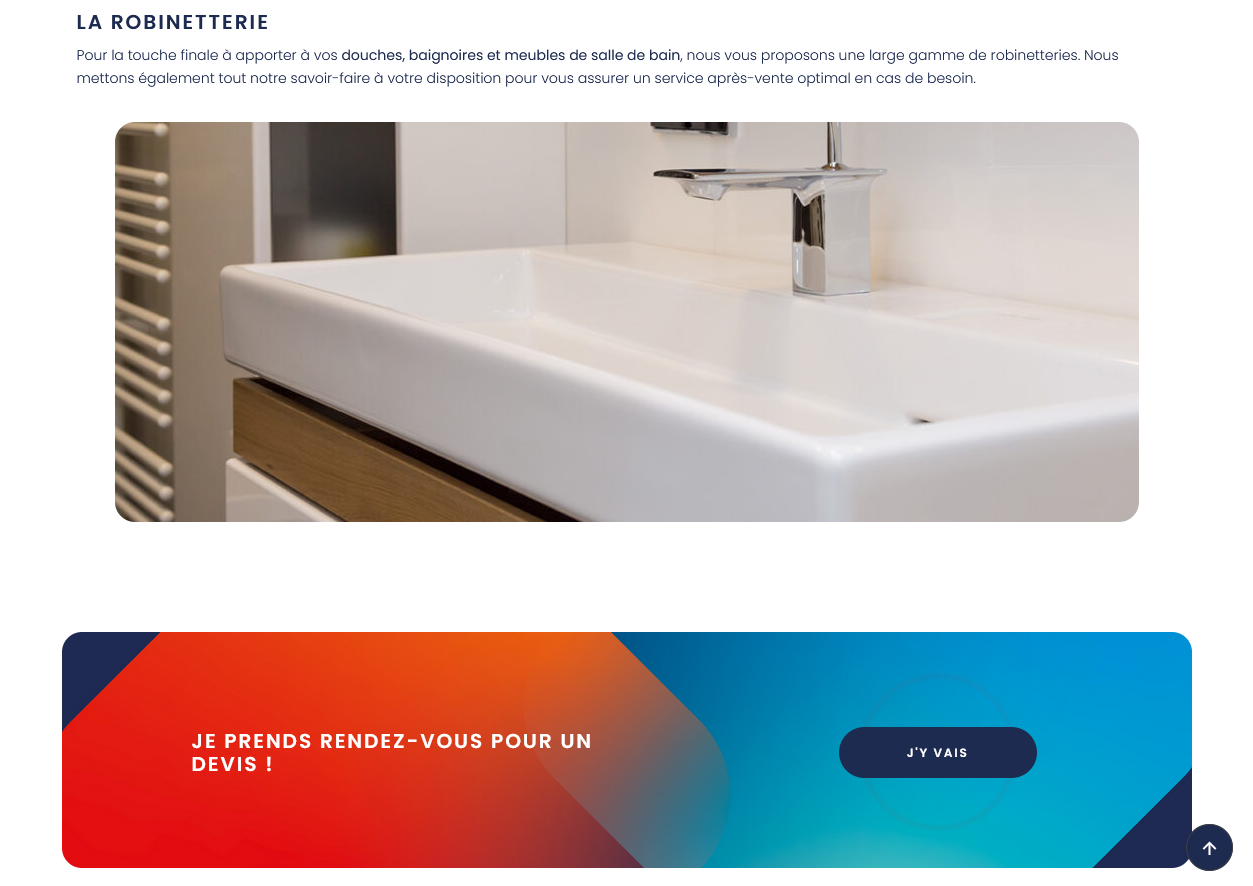 LA ROBINETTERIE
Pour la touche finale à apporter à vos douches, baignoires et meubles de salle de bain, nous vous proposons une large gamme de robinetteries. Nous
mettons également tout notre savoir-faire à votre disposition pour vous assurer un service après-vente optimal en cas de besoin.
JE PRENDS RENDEZ-VOUS POUR UN
DEVIS !
J'Y VAIS